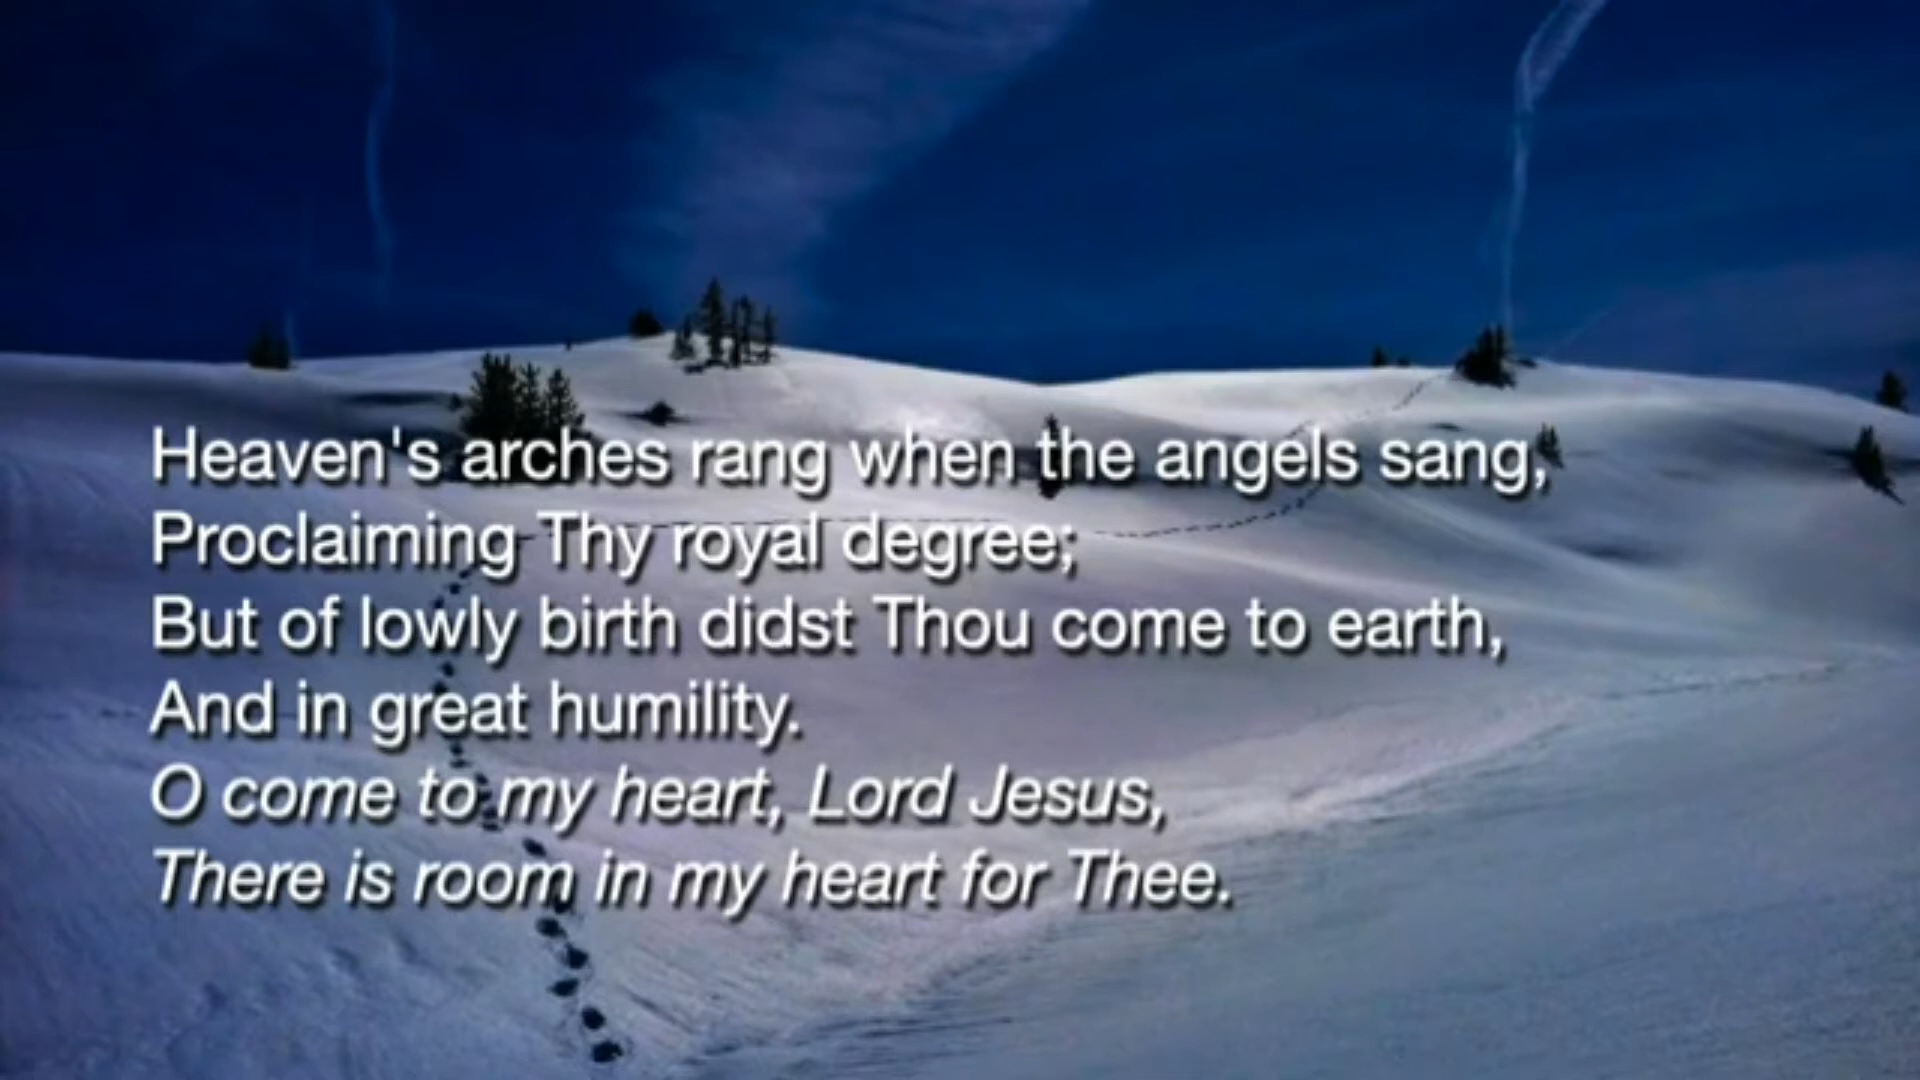 Heaven's arches rang when the angels sang,
Proclaiming Thy royal degree;
But of lowly birth didst Thou come to earth,
And in great humility.
O come to my heart, Lord Jesus,
There is room in my heart for Thee.